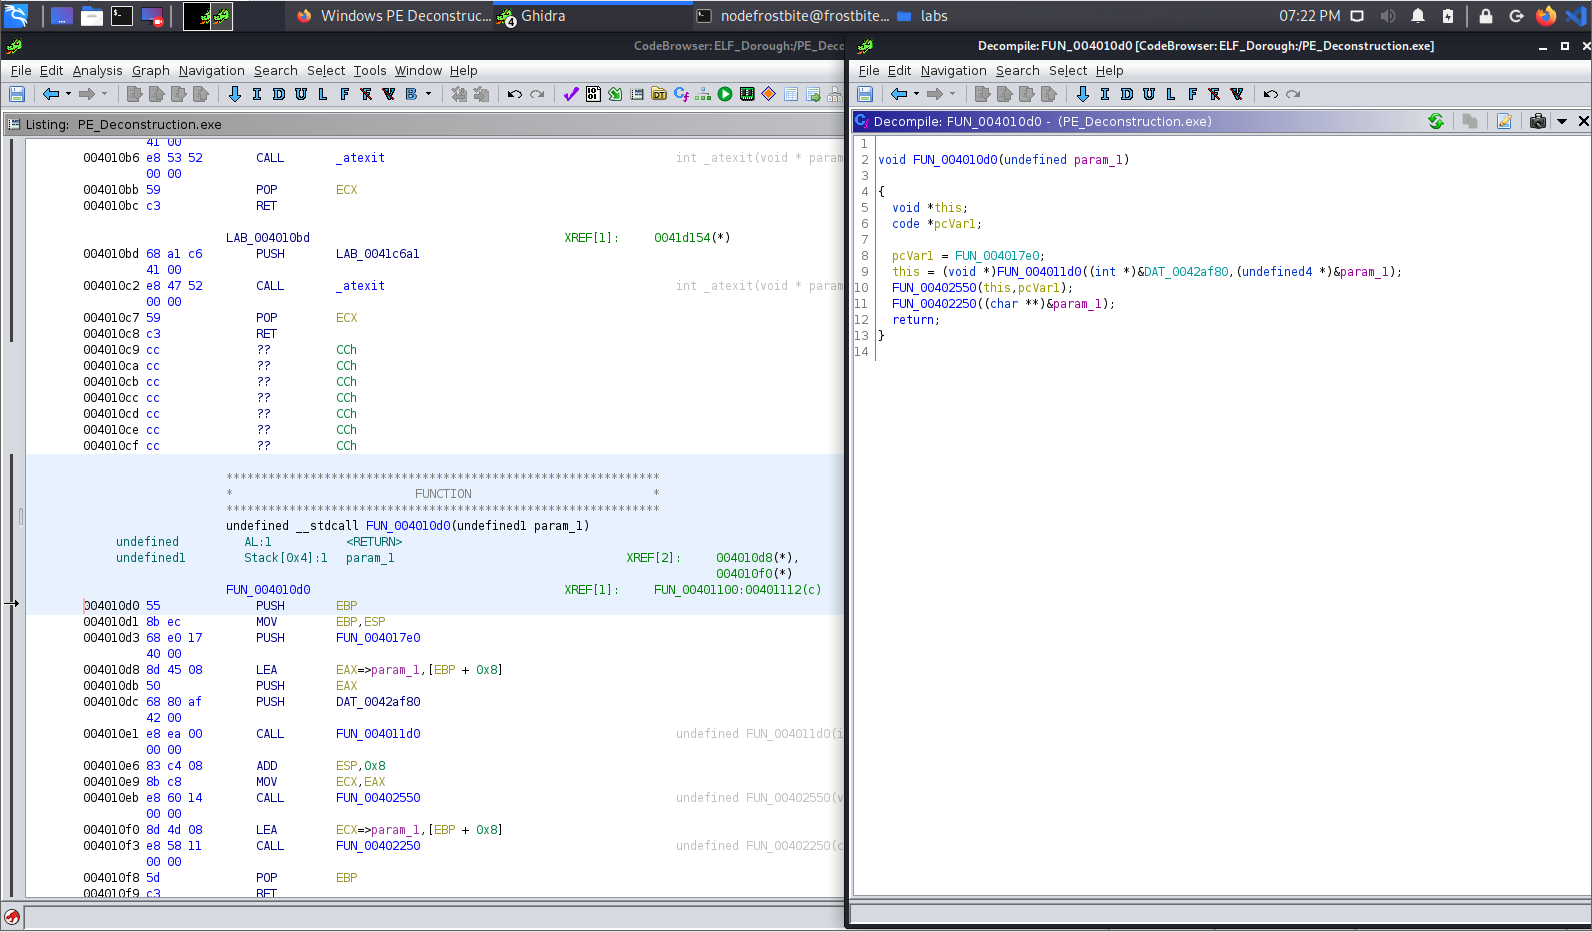 Windows PE Deconstruc...
4
Ghidra
nodefrostbite@frostbite...
labs
07:22 PM
CodeBrowser: ELF_Dorough:/PE_Deco
File Edit Analysis Graph Navigation Search Select Tools Window Help
I D U L F B
Listing: PE_Deconstruction.exe
41 00
004010b6 e8 53 52 CALL _atexit int _atexit(void * param
00 00
004010bb 59 POP ECX
004010bc c3 RET
LAB_004010bd XREF[1]: 0041d154(*)
004010bd 68 a1 c6 PUSH LAB_0041c6a1
41 00
004010c2 e8 47 52 CALL _atexit int _atexit(void * param
00 00
004010c7 59 POP ECX
004010c8 c3 RET
004010c9 cc ?? CCh
004010ca cc ?? CCh
004010cb cc ?? CCh
004010cc cc ?? CCh
004010cd cc ?? CCh
004010ce cc ?? CCh
004010cf cc ?? CCh
**************************************************************
* FUNCTION *
**************************************************************
undefined __stdcall FUN_004010d0(undefined1 param_1)
undefined AL:1 <RETURN>
undefined1 Stack[0x4]:1 param_1 XREF[2]: 004010d8(*),
004010f0(*)
FUN_004010d0 XREF[1]: FUN_00401100:00401112(c)
004010d0 55 PUSH EBP
004010d1 8b ec MOV EBP,ESP
004010d3 68 e0 17 PUSH FUN_004017e0
40 00
004010d8 8d 45 08 LEA EAX=>param_1,[EBP + 0x8]
004010db 50 PUSH EAX
004010dc 68 80 af PUSH DAT_0042af80
42 00
004010e1 e8 ea 00 CALL FUN_004011d0 undefined FUN_004011d0(i
00 00
004010e6 83 c4 08 ADD ESP,0x8
004010e9 8b c8 MOV ECX,EAX
004010eb e8 60 14 CALL FUN_00402550 undefined FUN_00402550(v
00 00
004010f0 8d 4d 08 LEA ECX=>param_1,[EBP + 0x8]
004010f3 e8 58 11 CALL FUN_00402250 undefined FUN_00402250(c
00 00
004010f8 5d POP EBP
004010f9 c3 RET
Decompile: FUN_004010d0 [CodeBrowser: ELF_Dorough:/PE_Deconstruction.exe]
File Edit Navigation Search Select Help
I D U L F
Decompile: FUN_004010d0 - (PE_Deconstruction.exe)
1
2 void FUN_004010d0(undefined param_1)
3
4 {
5 void *this;
6 code *pcVar1;
7
8 pcVar1 = FUN_004017e0;
9 this = (void *)FUN_004011d0((int *)&DAT_0042af80,(undefined4 *)&param_1);
10 FUN_00402550(this,pcVar1);
11 FUN_00402250((char **)&param_1);
12 return;
13 }
14